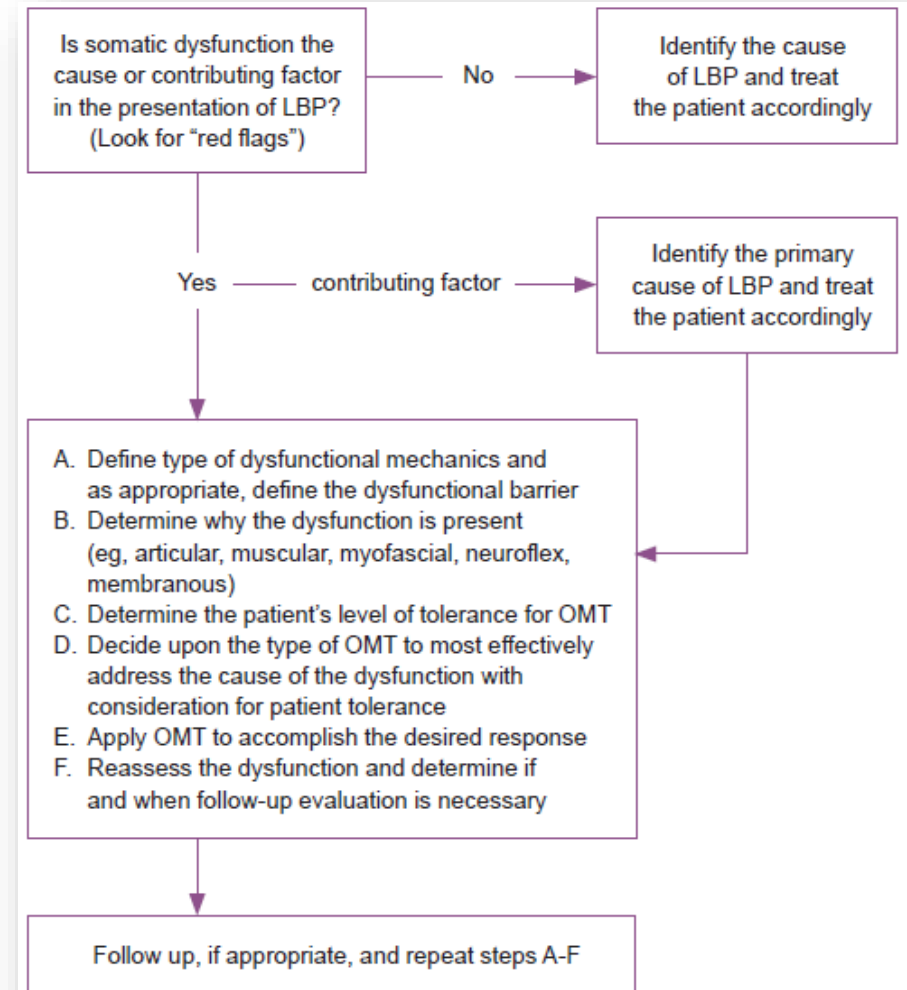 Is somatic dysfunction the
cause or contributing factor
in the presentation of LBP?
(Look for “red flags”)
No
Identify the cause
of LBP and treat
the patient accordingly
Yes
contributing factor
Identify the primary
cause of LBP and treat
the patient accordingly
A. Define type of dysfunctional mechanics and
as appropriate, define the dysfunctional barrier
B. Determine why the dysfunction is present
(eg, articular, muscular, myofascial, neuroflex,
membranous)
C. Determine the patient’s level of tolerance for OMT
D. Decide upon the type of OMT to most effectively
address the cause of the dysfunction with
consideration for patient tolerance
E. Apply OMT to accomplish the desired response
F. Reassess the dysfunction and determine if
and when follow-up evaluation is necessary
Follow up, if appropriate, and repeat steps A-F